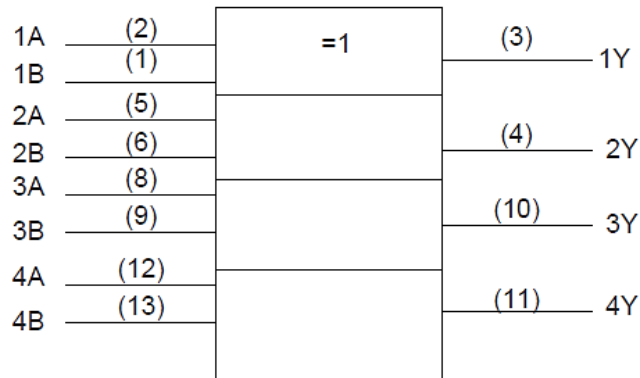 1A (2) =1 (3) 1Y
1B (1)
2A (5)
2B (6) (4) 2Y
3A (8)
3B (9) (10) 3Y
4A (12)
4B (13) (11) 4Y